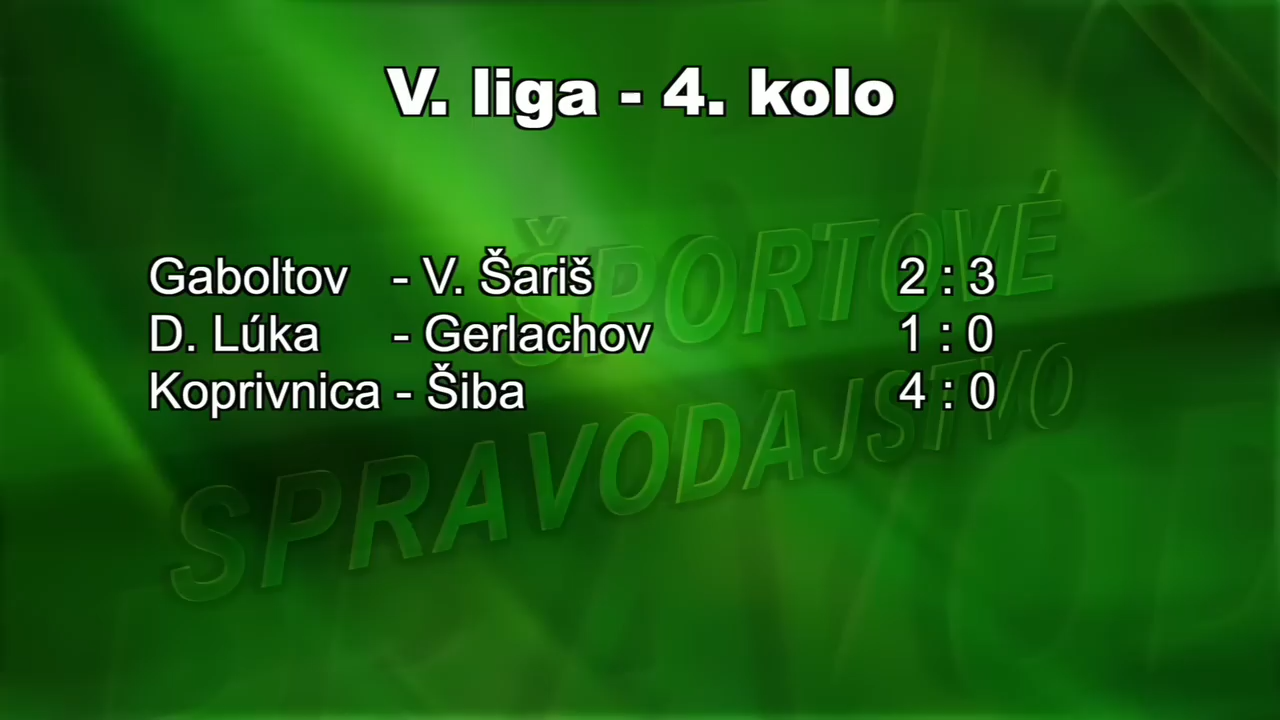 V. liga - 4. kolo
ŠPORTOVÉ
SPRAVODAJSTVO
Gaboltov - V. Šariš 2 : 3
D. Lúka - Gerlachov 1 : 0
Koprivnica - Šiba 4 : 0